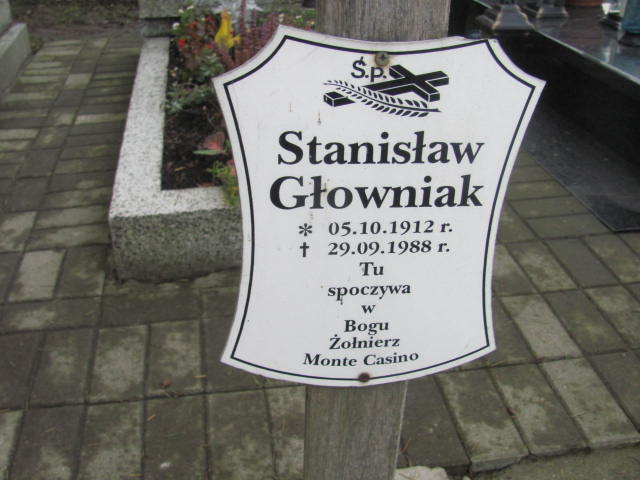 Ś.p.
Stanisław
Głowniak
* 05.10.1912 r.
† 29.09.1988 r.
Tu
spoczywa
w
Bogu
Żołnierz
Monte Casino